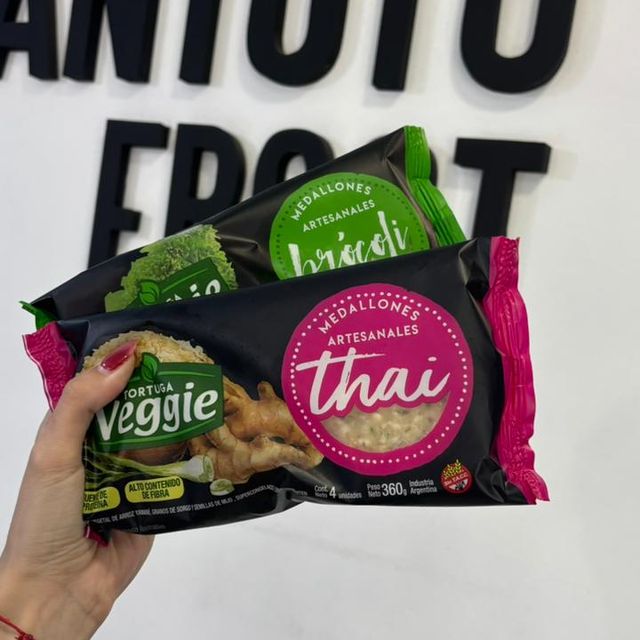 ANTOTO
FROST
MEDALLONES
ARTESANALES
brócoli
MEDALLONES
ARTESANALES
thai
TORTUGA
Veggie
ALTO CONTENIDO
DE FIBRA
Cont.
Neto 4 unidades
Peso
Neto 360g
Industria
Argentina
Sin T.A.C.C.